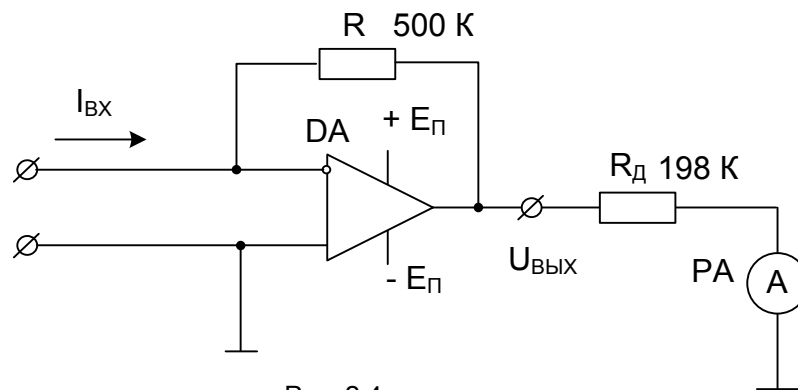 R 500 К
IВХ
DA
+ EП
RД 198 К
UВЫХ
- EП
PA
A